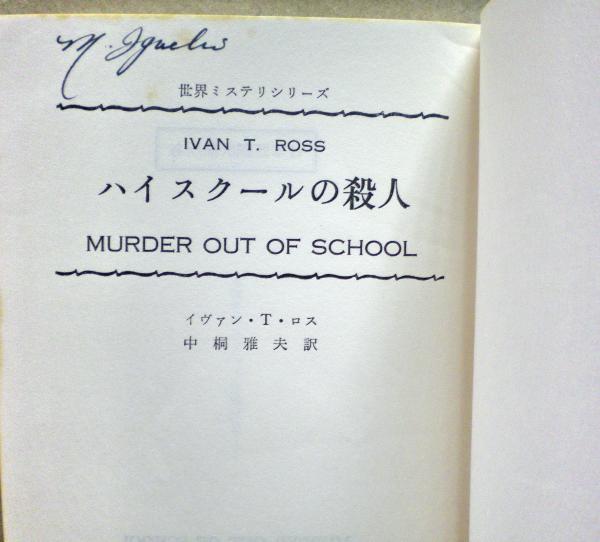 世界ミステリシリーズ
IVAN T. ROSS
ハイスクールの殺人
MURDER OUT OF SCHOOL
イヴァン・T・ロス
中桐雅夫訳